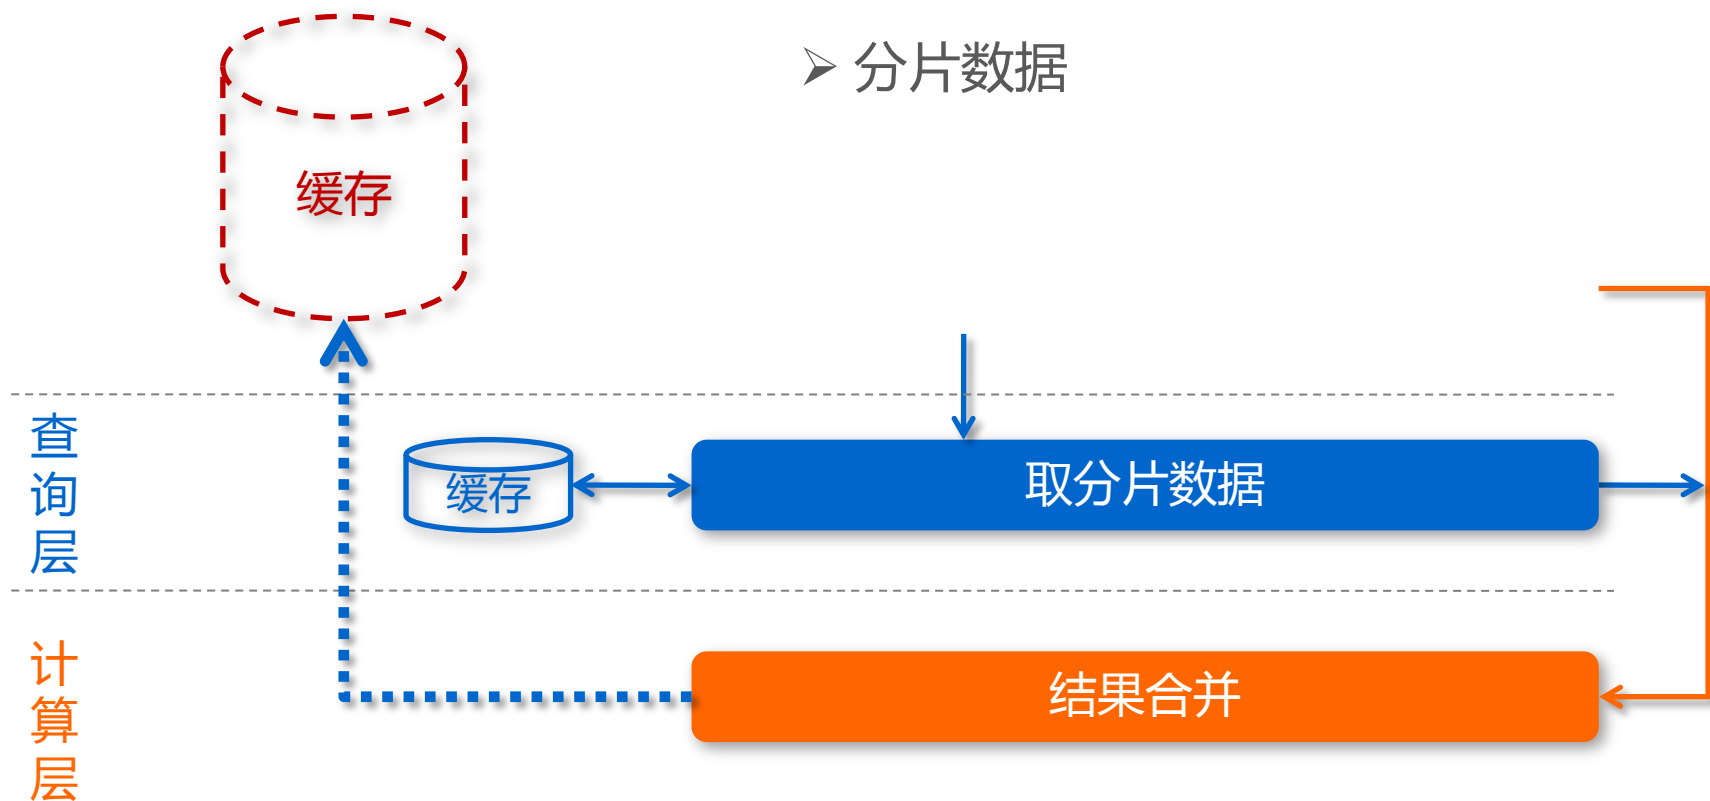 分片数据
缓存
查询层
缓存
取分片数据
计算层
结果合并